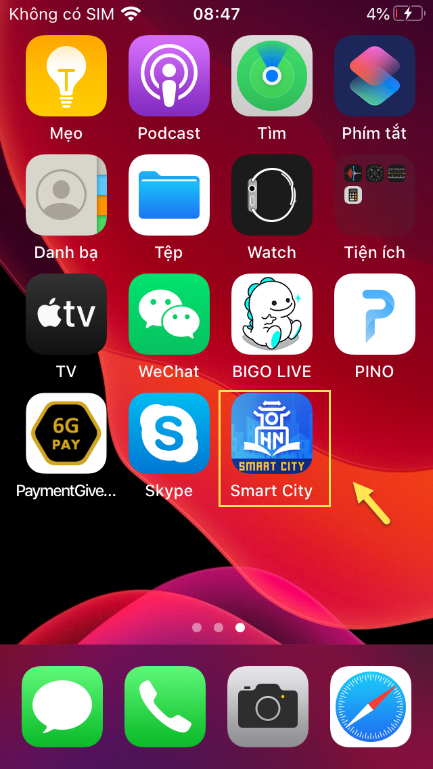 Không có SIM 08:47 4%
Mẹo Podcast Tìm Phím tắt
Danh bạ Tệp Watch Tiện ích
tv
TV WeChat BIGO LIVE PINO
6G
PAY
HN
SMART CITY
PaymentGive... Skype Smart City